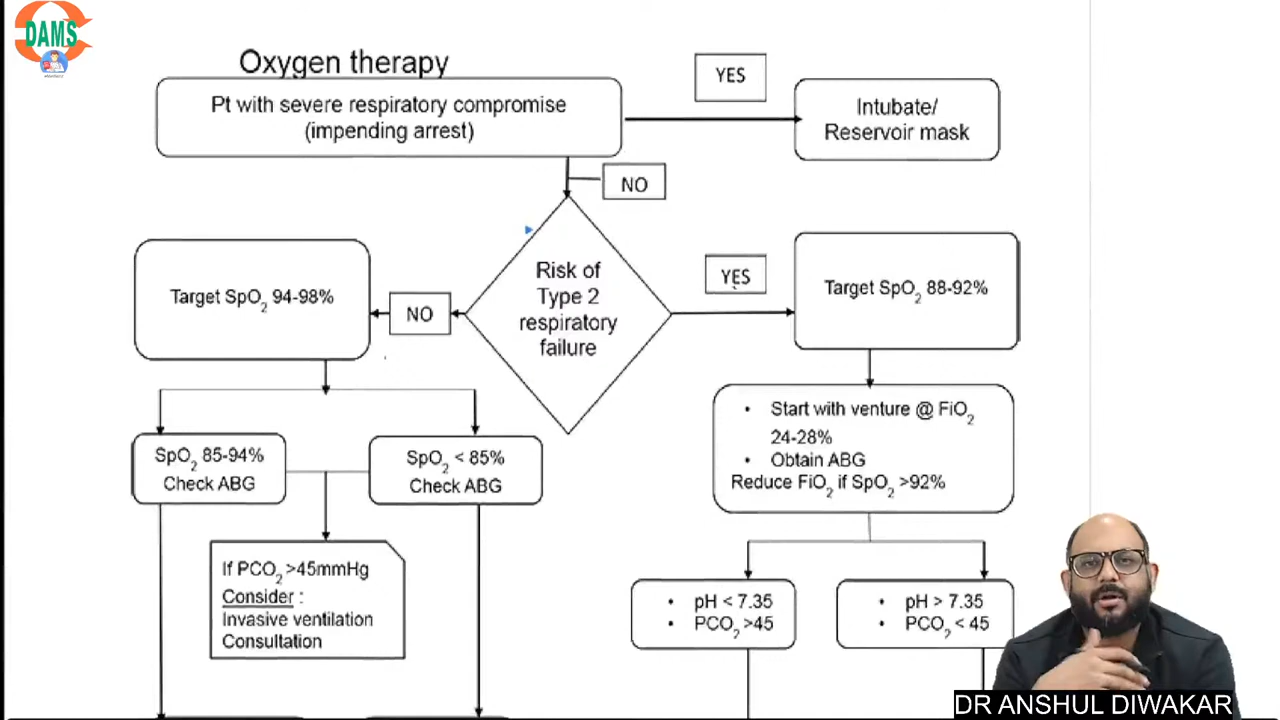 DAMS
Oxygen therapy
Pt with severe respiratory compromise
(impending arrest)
YES
Intubate/
Reservoir mask
NO
Risk of
Type 2
respiratory
failure
NO
Target SpO2 94-98%
YES
Target SpO2 88-92%
SpO2 85-94%
Check ABG
SpO2 < 85%
Check ABG
If PCO2 >45mmHg
Consider :
Invasive ventilation
Consultation
• Start with venture @ FiO2
24-28%
• Obtain ABG
Reduce FiO2 if SpO2 >92%
• pH < 7.35
• PCO2 >45
• pH > 7.35
• PCO2 < 45
DR ANSHUL DIWAKAR